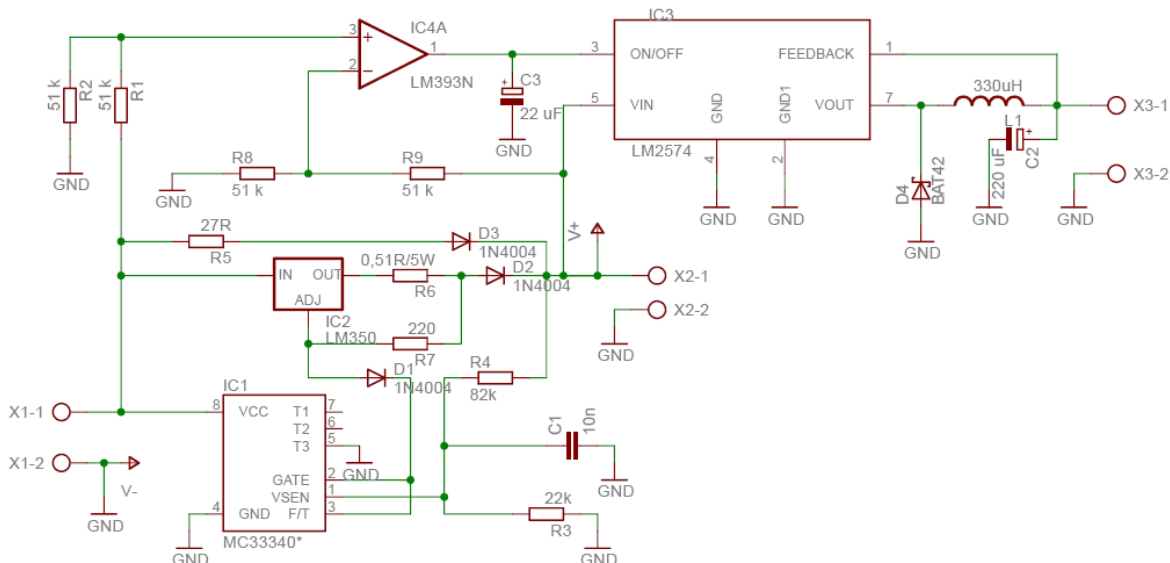 IC3
IC4A
3
1
2
LM393N
C3
22 uF
GND
3
ON/OFF
FEEDBACK
1
5
VIN
VOUT
7
GND
GND1
LM2574
4
2
GND
GND
330uH
L1
C2
220 uF
GND
D4
BAT42
GND
X3-1
X3-2
GND
51 k
R2
51 k
R1
GND
R8
51 k
GND
R9
51 k
27R
R5
D3
1N4004
V+
IN
OUT
ADJ
IC2
LM350
0,51R/5W
R6
D2
1N4004
X2-1
X2-2
GND
220
R7
D1
1N4004
R4
82k
IC1
X1-1
8
VCC
T1
7
T2
6
T3
5
GND
GATE
2
VSEN
1
F/T
3
4
GND
MC33340*
GND
X1-2
V-
GND
C1
10n
GND
22k
R3
GND